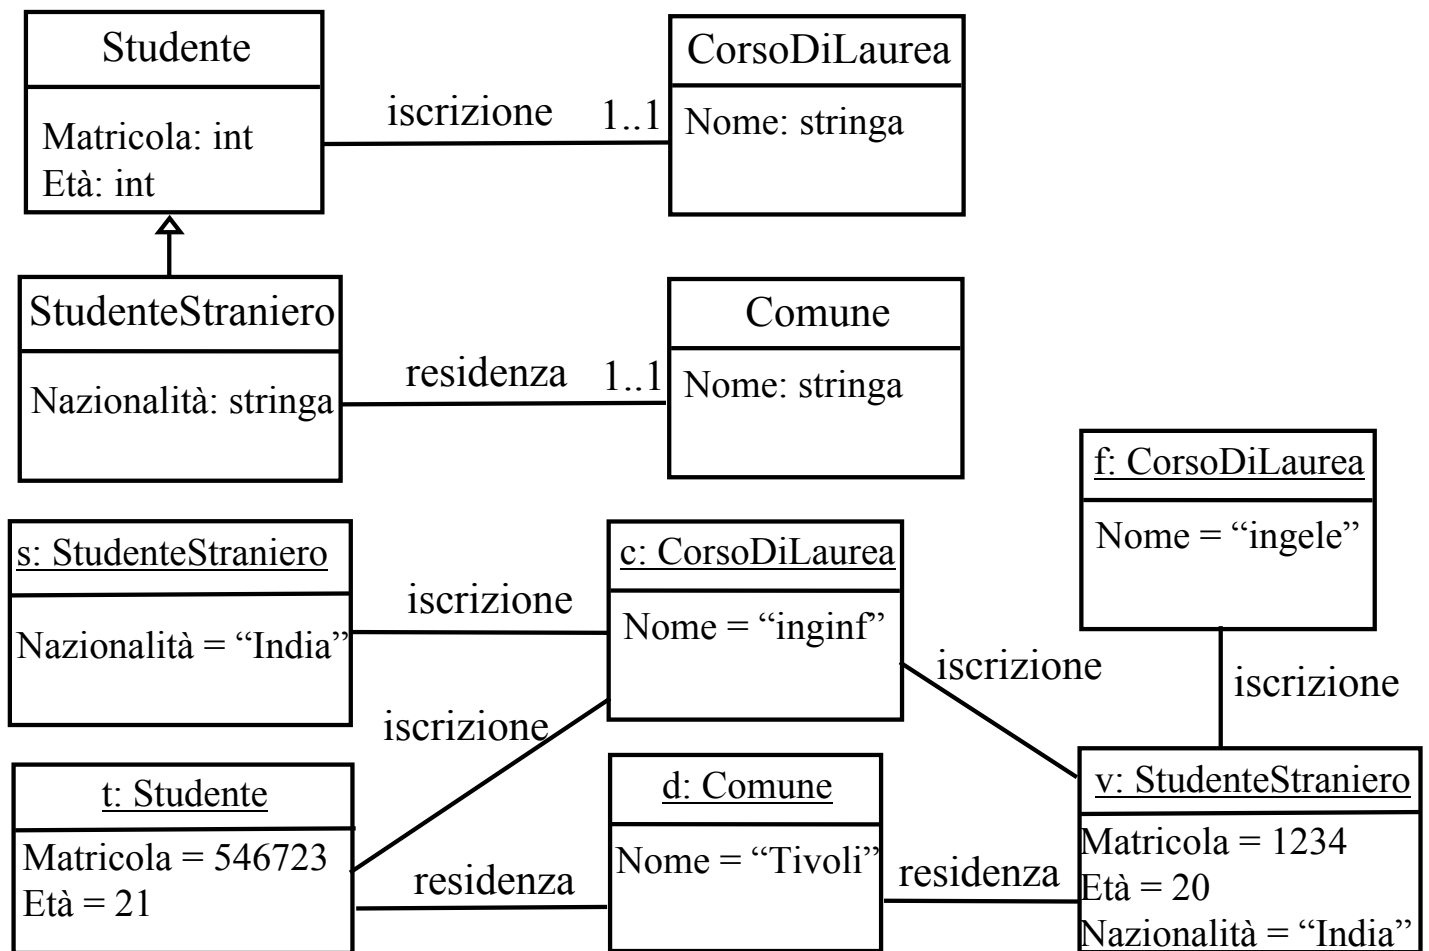 Studente
Matricola: int
Età: int
iscrizione
1..1
CorsoDiLaurea
Nome: stringa
StudenteStraniero
Nazionalità: stringa
residenza
1..1
Comune
Nome: stringa
f: CorsoDiLaurea
Nome = “ingele”
s: StudenteStraniero
Nazionalità = “India”
iscrizione
c: CorsoDiLaurea
Nome = “inginf”
iscrizione
iscrizione
iscrizione
t: Studente
Matricola = 546723
Età = 21
residenza
d: Comune
Nome = “Tivoli”
residenza
v: StudenteStraniero
Matricola = 1234
Età = 20
Nazionalità = “India”